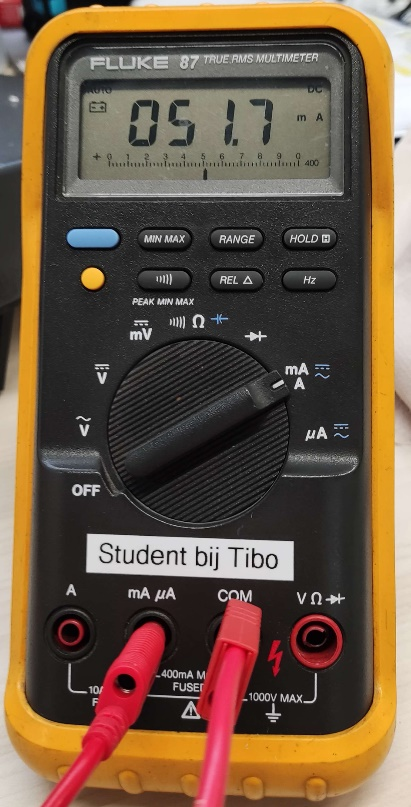 FLUKE 87 TRUE RMS MULTIMETER
AUTO DC
051.7 m A
+ 0 1 2 3 4 5 6 7 8 9 0 400
MIN MAX RANGE HOLD H
REL Δ Hz
PEAK MIN MAX
mV Ω
V mA
A
V μA
OFF
Student bij Tibo
A mA μA COM V Ω
400mA M
10A FUSED 1000V MAX